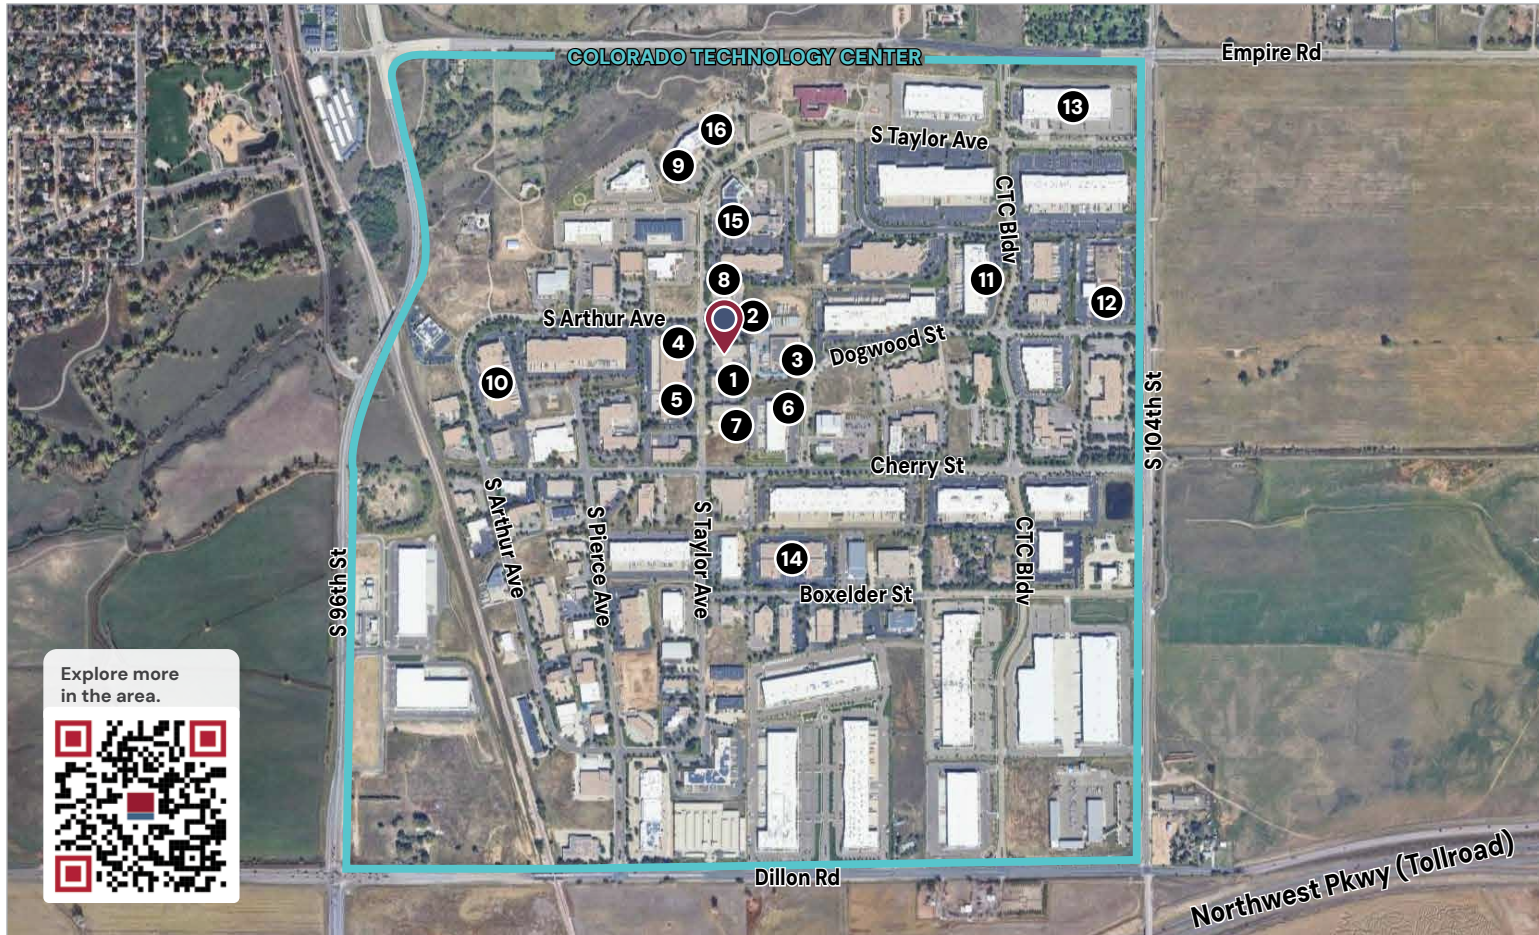 COLORADO TECHNOLOGY CENTER
Empire Rd
13
16
S Taylor Ave
9
CTC Bldv
15
8
11
12
2
S Arthur Ave
4
Dogwood St
3
1
10
5
6
7
S 104th St
Cherry St
S Arthur Ave
S Pierce Ave
S Taylor Ave
CTC Bldv
14
Boxelder St
S 96th St
Explore more
in the area.
Dillon Rd
Northwest Pkwy (Tollroad)